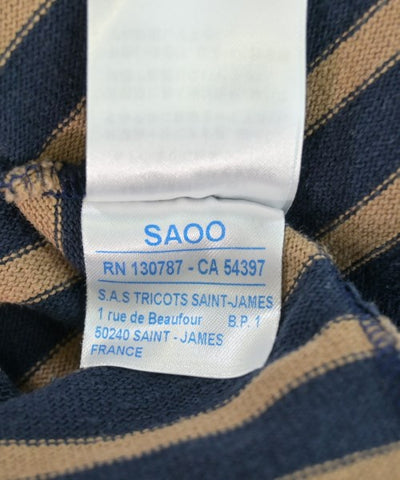 SAOO
RN 130787 - CA 54397
S.A.S TRICOTS SAINT-JAMES
1 rue de Beaufour B.P. 1
50240 SAINT - JAMES
FRANCE